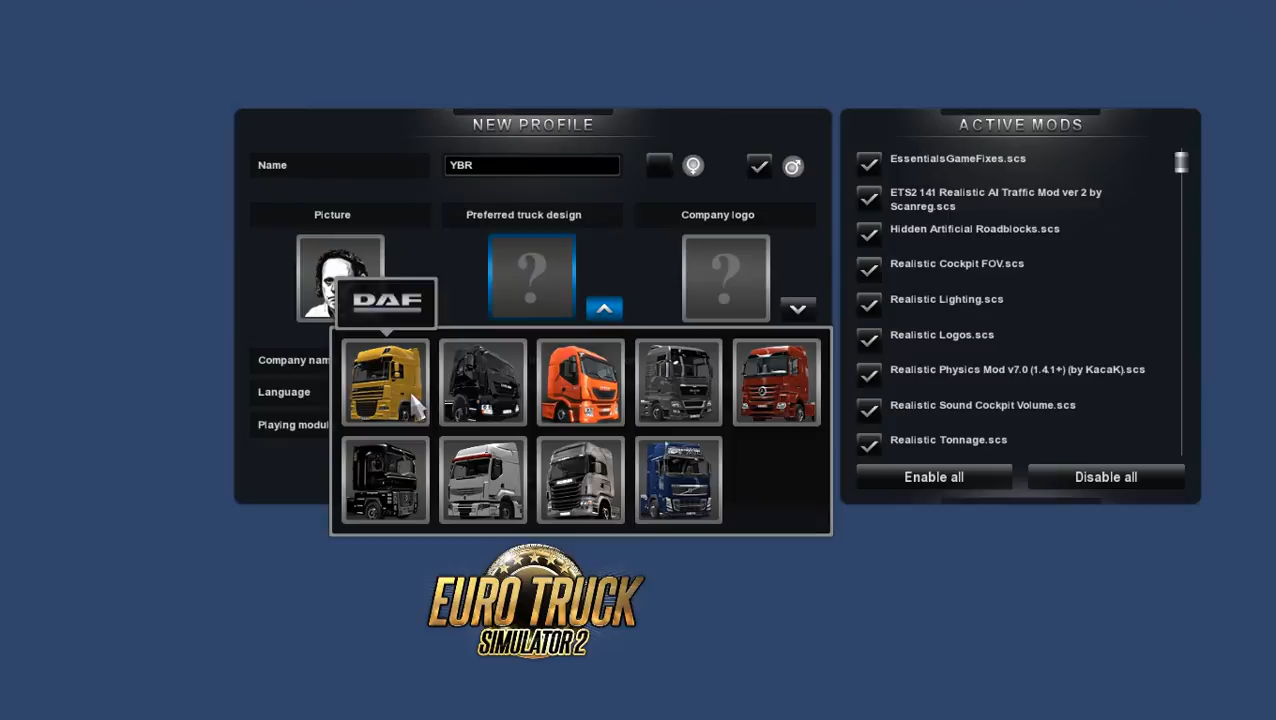 NEW PROFILE
Name
YBR
Picture
Preferred truck design
Company logo
?
?
DAF
Company nam
Language
Playing modul
ACTIVE MODS
EssentialsGameFixes.scs
ETS2 141 Realistic AI Traffic Mod ver 2 by
Scanreg.scs
Hidden Artificial Roadblocks.scs
Realistic Cockpit FOV.scs
Realistic Lighting.scs
Realistic Logos.scs
Realistic Physics Mod v7.0 (1.4.1+) (by KacaK).scs
Realistic Sound Cockpit Volume.scs
Realistic Tonnage.scs
Enable all
Disable all
EURO TRUCK
SIMULATOR 2